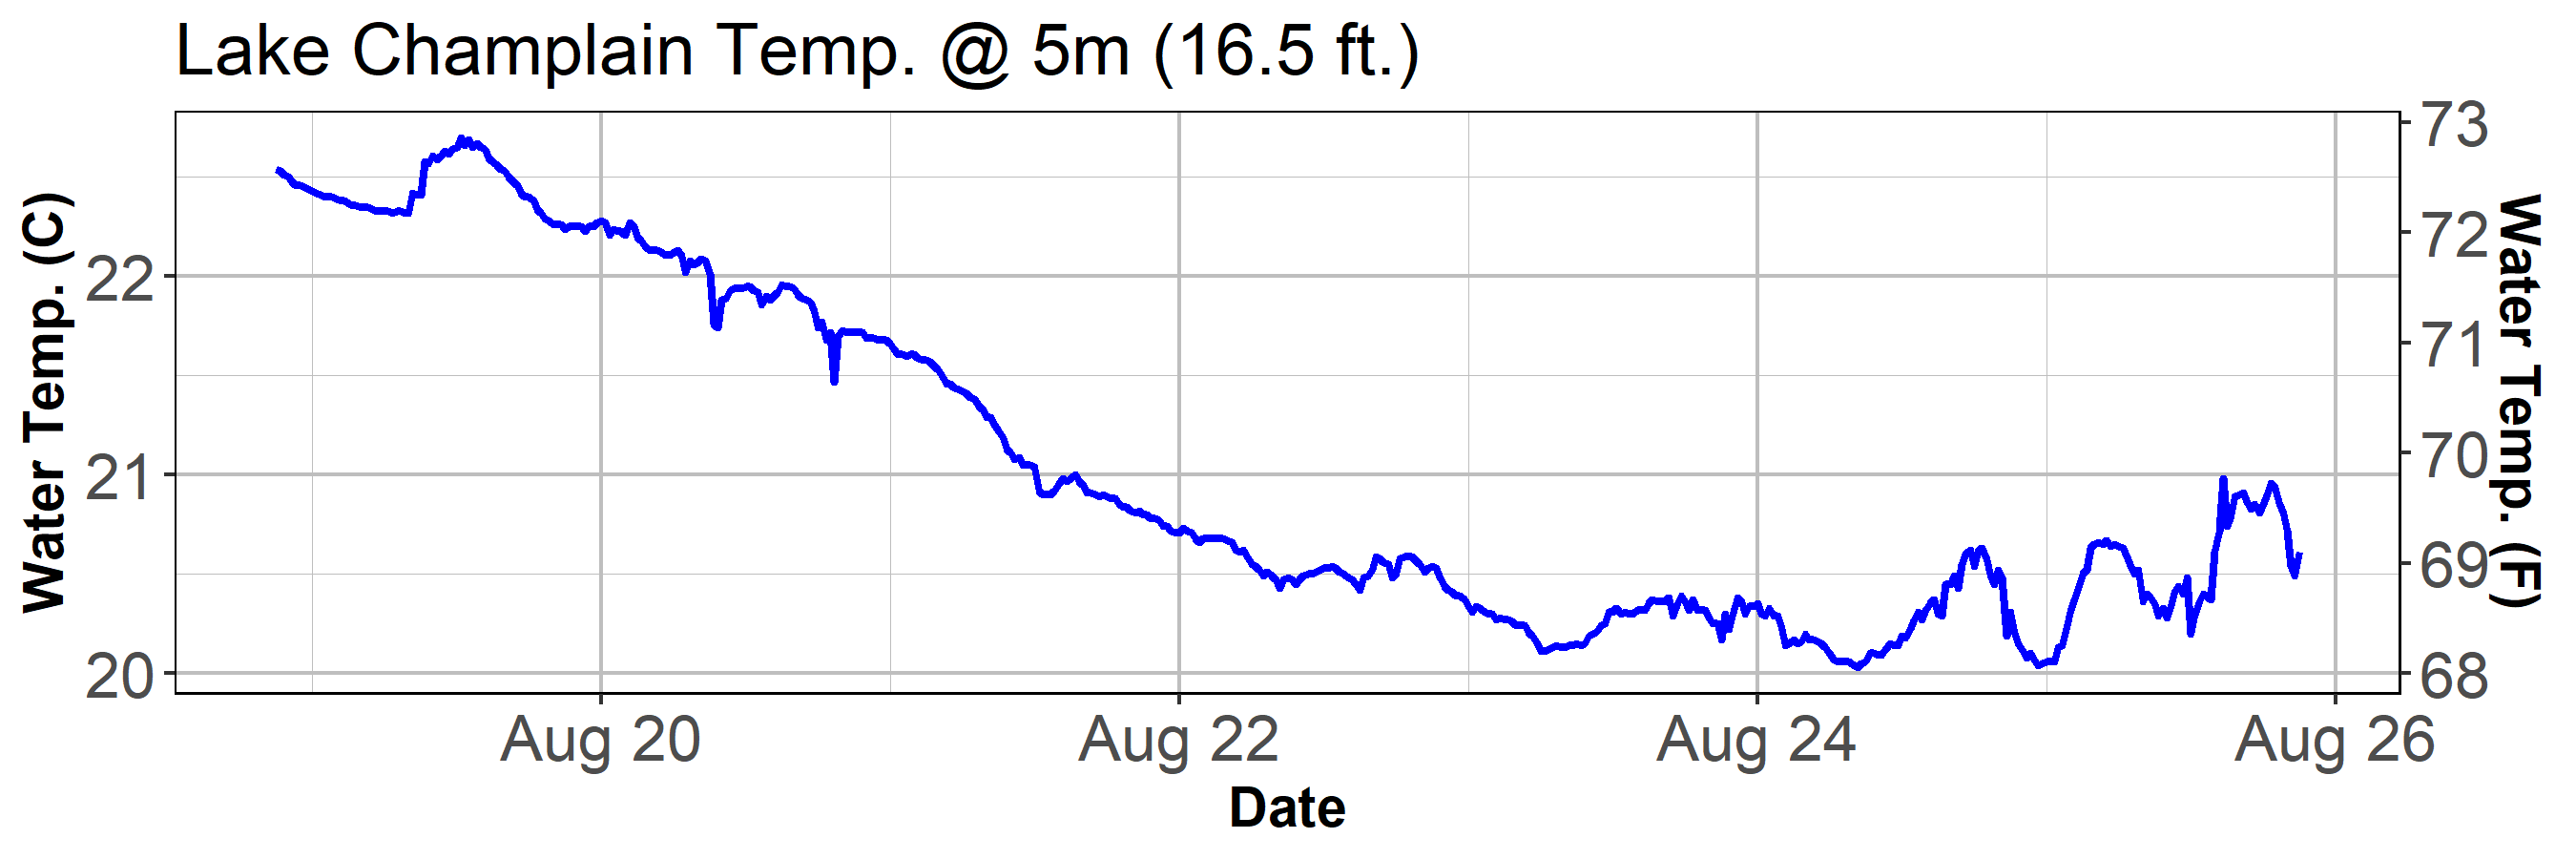 Lake Champlain Temp. @ 5m (16.5 ft.)
Water Temp. (C)
22
21
20
73
72
71
70
69
68
Water Temp. (F)
Aug 20
Aug 22
Aug 24
Aug 26
Date